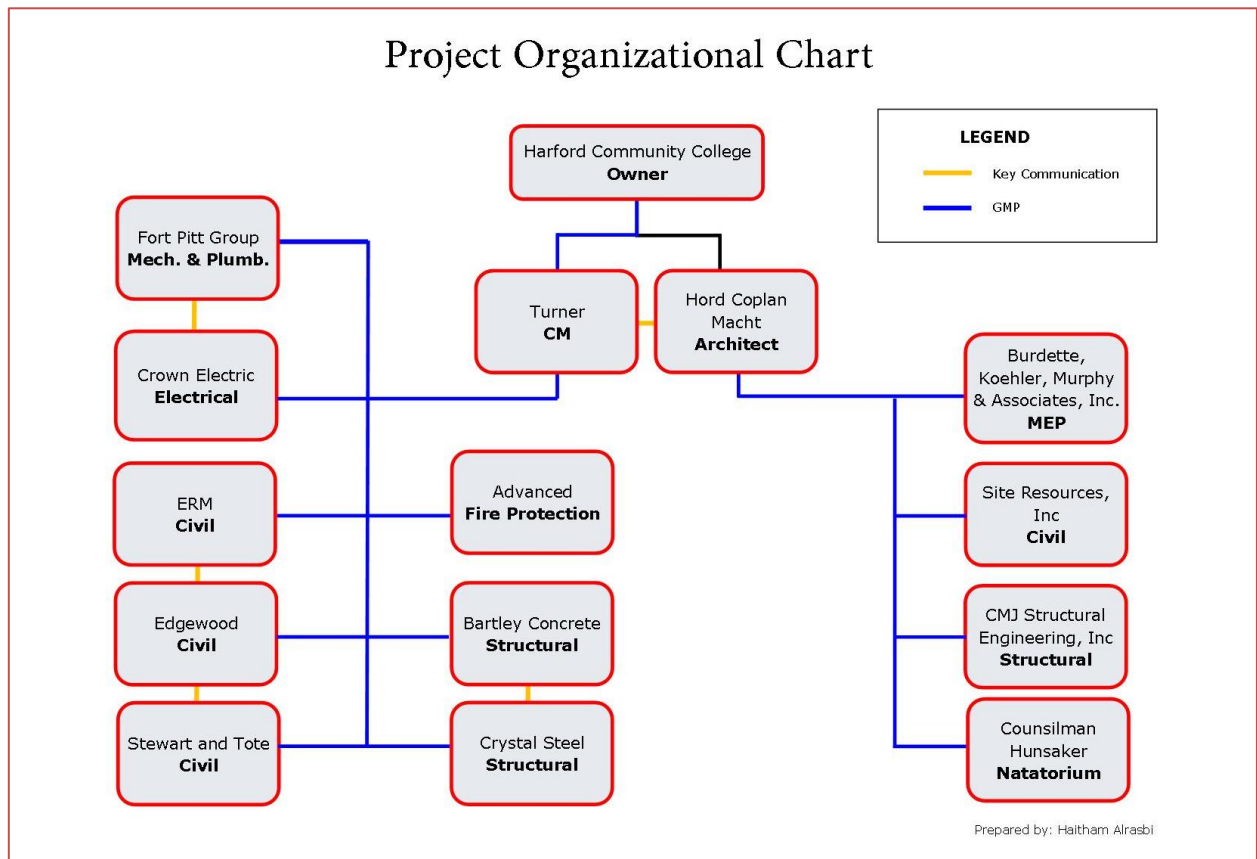 Project Organizational Chart
Harford Community College
Owner
LEGEND
Key Communication
GMP
Fort Pitt Group
Mech. & Plumb.
Turner
CM
Hord Coplan
Macht
Architect
Crown Electric
Electrical
Burdette,
Koehler, Murphy
& Associates, Inc.
MEP
ERM
Civil
Advanced
Fire Protection
Site Resources,
Inc
Civil
Edgewood
Civil
Bartley Concrete
Structural
CMJ Structural
Engineering, Inc
Structural
Stewart and Tote
Civil
Crystal Steel
Structural
Counsilman
Hunsaker
Natatorium
Prepared by: Haitham Alrasbi